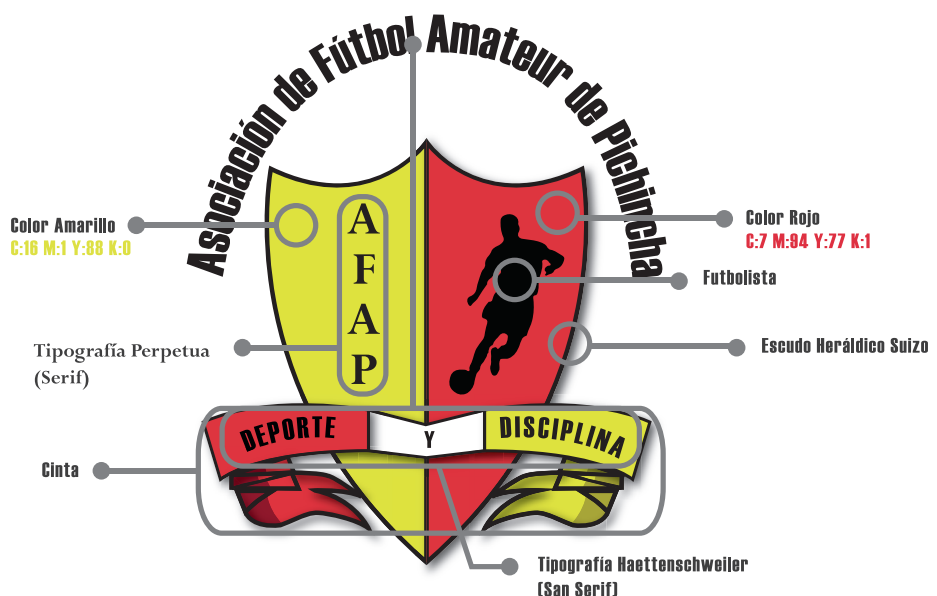 Asociación de Fútbol Amateur de Pichincha
Color Amarillo
C:16 M:1 Y:88 K:0
A
F
A
P
Color Rojo
C:7 M:94 Y:77 K:1
Futbolista
Tipografía Perpetua
(Serif)
Escudo Heráldico Suizo
DEPORTE Y DISCIPLINA
Cinta
Tipografía Haettenschweiler
(San Serif)